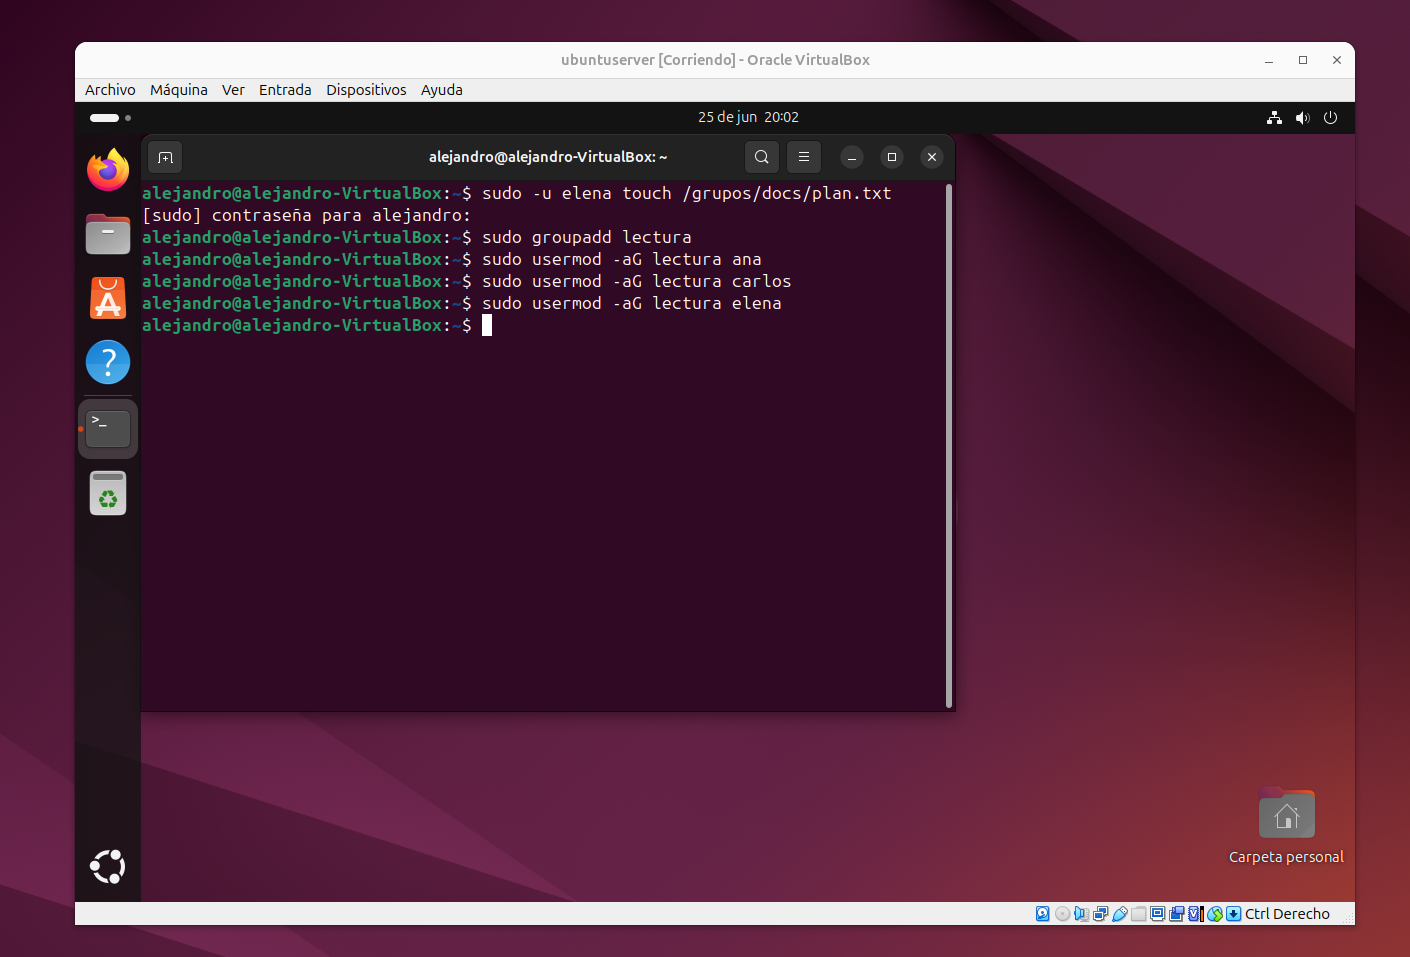 ubuntuserver [Corriendo] - Oracle VirtualBox
Archivo Máquina Ver Entrada Dispositivos Ayuda
25 de jun 20:02
alejandro@alejandro-VirtualBox: ~
alejandro@alejandro-VirtualBox:~$ sudo -u elena touch /grupos/docs/plan.txt
[sudo] contraseña para alejandro:
alejandro@alejandro-VirtualBox:~$ sudo groupadd lectura
alejandro@alejandro-VirtualBox:~$ sudo usermod -aG lectura ana
alejandro@alejandro-VirtualBox:~$ sudo usermod -aG lectura carlos
alejandro@alejandro-VirtualBox:~$ sudo usermod -aG lectura elena
alejandro@alejandro-VirtualBox:~$
Carpeta personal
Ctrl Derecho